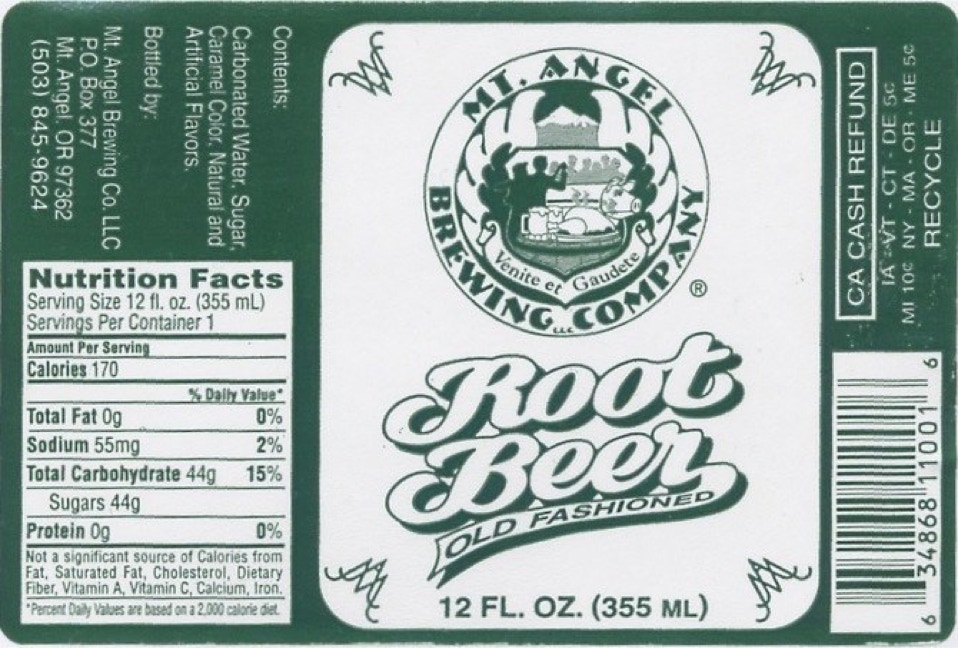 Contents:
Carbonated Water, Sugar,
Caramel Color, Natural and
Artificial Flavors.
Bottled by:
Mt. Angel Brewing Co. LLC
P.O. Box 377
Mt. Angel, OR 97362
(503) 845-9624
Nutrition Facts
Serving Size 12 fl. oz. (355 mL)
Servings Per Container 1
Amount Per Serving
Calories 170
% Daily Value*
Total Fat 0g 0%
Sodium 55mg 2%
Total Carbohydrate 44g 15%
Sugars 44g
Protein 0g 0%
Not a significant source of Calories from
Fat, Saturated Fat, Cholesterol, Dietary
Fiber, Vitamin A, Vitamin C, Calcium, Iron.
*Percent Daily Values are based on a 2,000 calorie diet.
MT. ANGEL
BREWING LLC COMPANY ®
Venite et Gaudete
Root
Beer
OLD FASHIONED
12 FL. OZ. (355 ML)
CA CASH REFUND
IA - VT - CT - DE 5¢
MI 10¢ NY - MA - OR - ME 5¢
RECYCLE
6 34868 11001 6